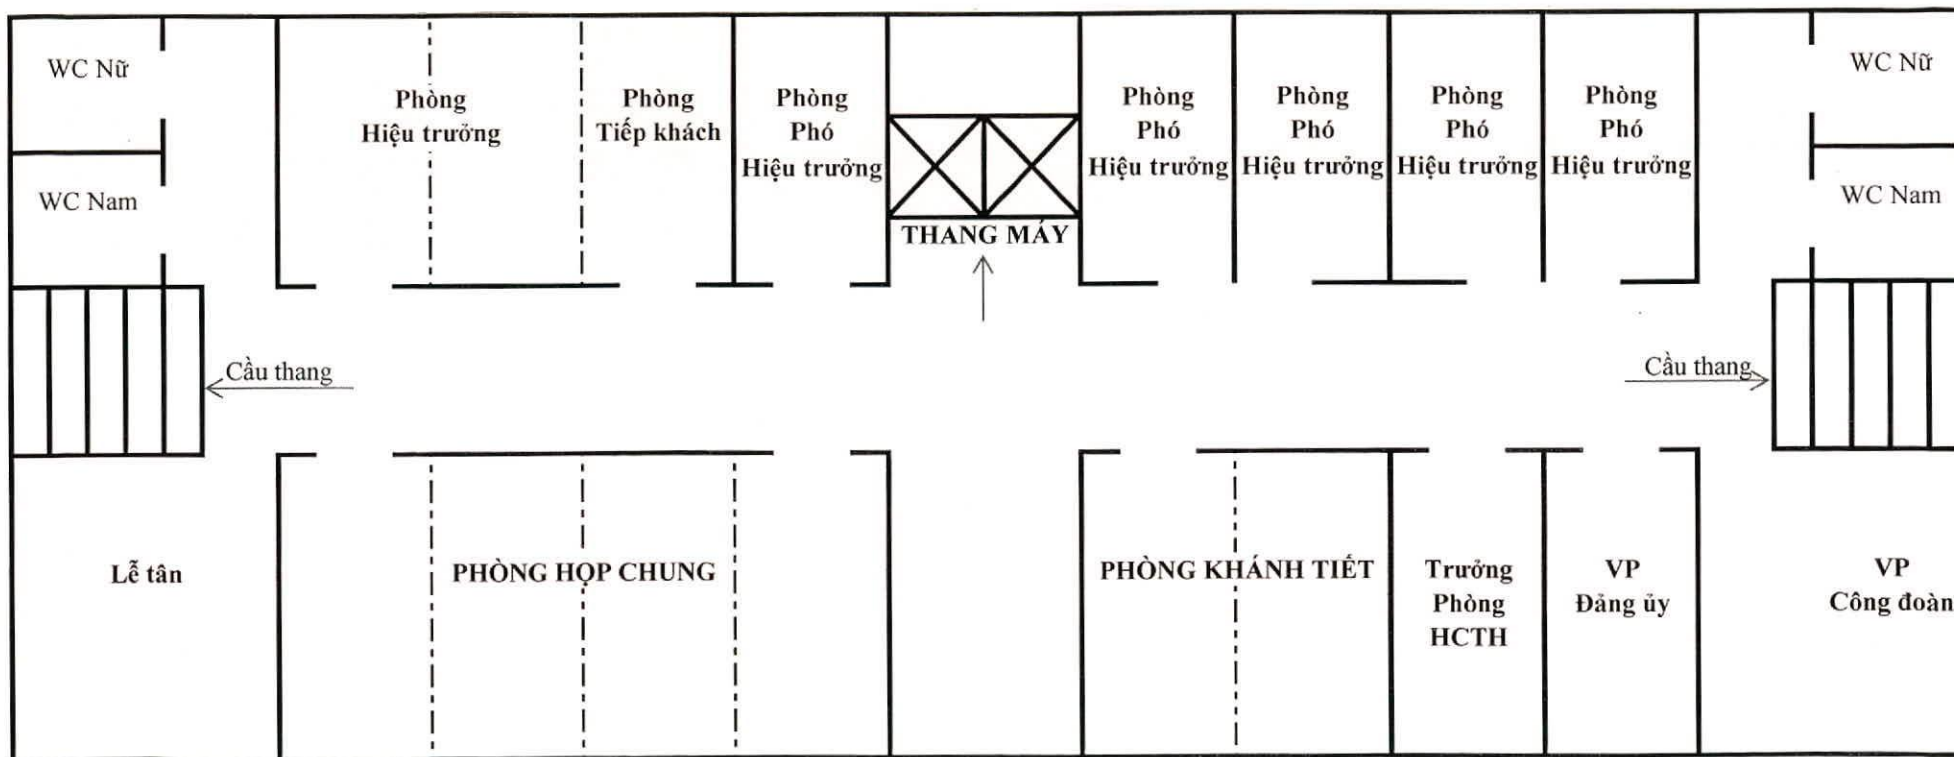 WC Nữ
WC Nam
Phòng
Hiệu trưởng
Phòng
Tiếp khách
Phòng
Phó
Hiệu trưởng
THANG MÁY
Phòng
Phó
Hiệu trưởng
Phòng
Phó
Hiệu trưởng
Phòng
Phó
Hiệu trưởng
Phòng
Phó
Hiệu trưởng
WC Nữ
WC Nam
Cầu thang
Cầu thang
Lễ tân
PHÒNG HỌP CHUNG
PHÒNG KHÁNH TIẾT
Trưởng
Phòng
HCTH
VP
Đảng ủy
VP
Công đoàn